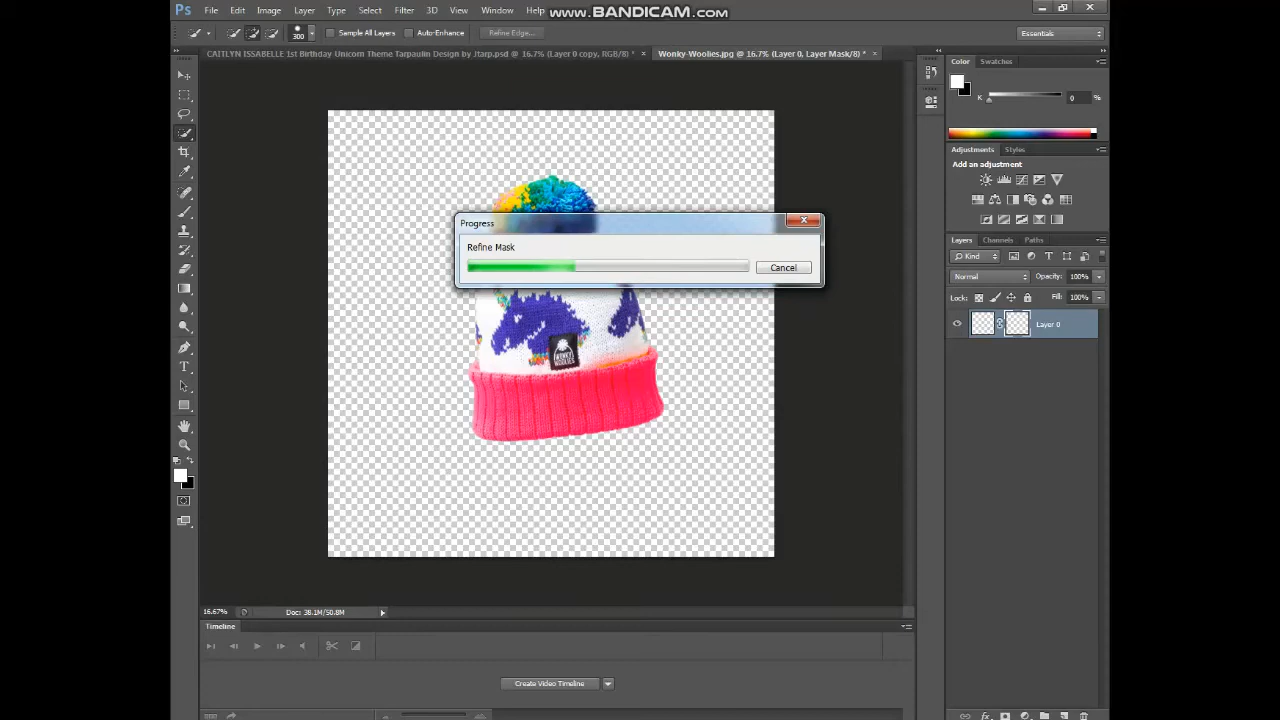 www.BANDICAM.com
Ps File Edit Image Layer Type Select Filter 3D View Window Help
300 Sample All Layers Auto-Enhance Refine Edge... Essentials
CAITLYN ISSABELLE 1st Birthday Unicorn Theme Tarpaulin Design by Jtarp.psd @ 16.7% (Layer 0 copy, RGB/8) * × Wonky-Woolies.jpg @ 16.7% (Layer 0, Layer Mask/8) * ×
Color Swatches
K 0 %
Adjustments Styles
Add an adjustment
Progress
Refine Mask
Cancel
WONKY
WOOLIES
Layers Channels Paths
Kind
Normal Opacity: 100%
Lock: Fill: 100%
Layer 0
16.67% Doc: 38.1M/50.8M
Timeline
Create Video Timeline